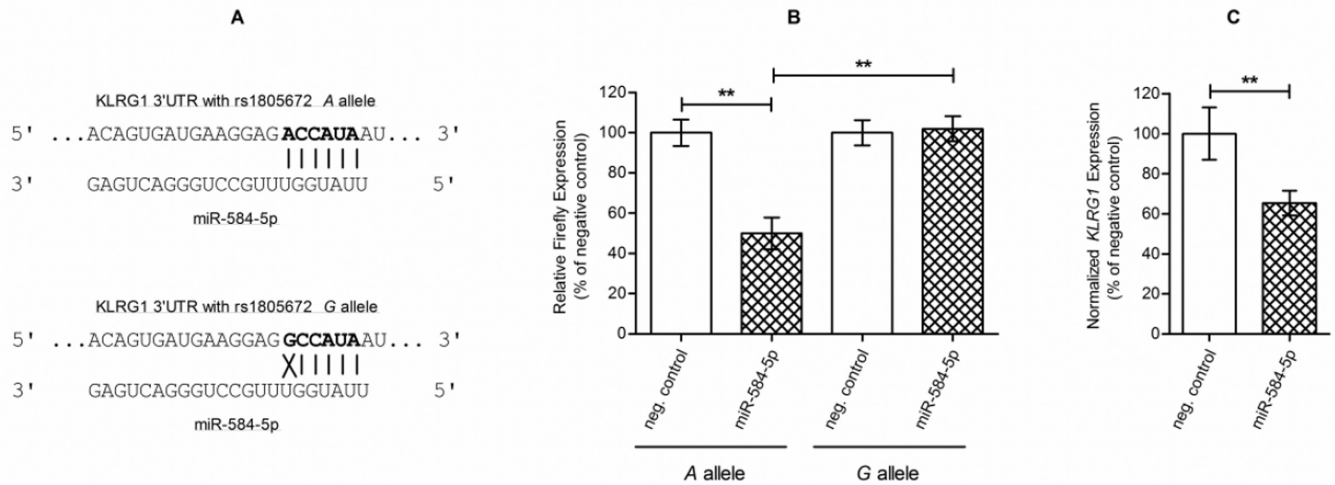 A
KLRG1 3'UTR with rs1805672 A allele
5' ...ACAGUGAUGAAGGAGACCAUAAU... 3'
3' GAGUCAGGGUCCGUUUGGUAUU 5'
miR-584-5p
KLRG1 3'UTR with rs1805672 G allele
5' ...ACAGUGAUGAAGGAGGCCAUAAU... 3'
X
3' GAGUCAGGGUCCGUUUGGUAUU 5'
miR-584-5p
B
Relative Firefly Expression
(% of negative control)
120
100
80
60
40
20
0
**
**
neg. control
miR-584-5p
neg. control
miR-584-5p
A allele
G allele
C
Normalized KLRG1 Expression
(% of negative control)
120
100
80
60
40
20
0
**
neg. control
miR-584-5p